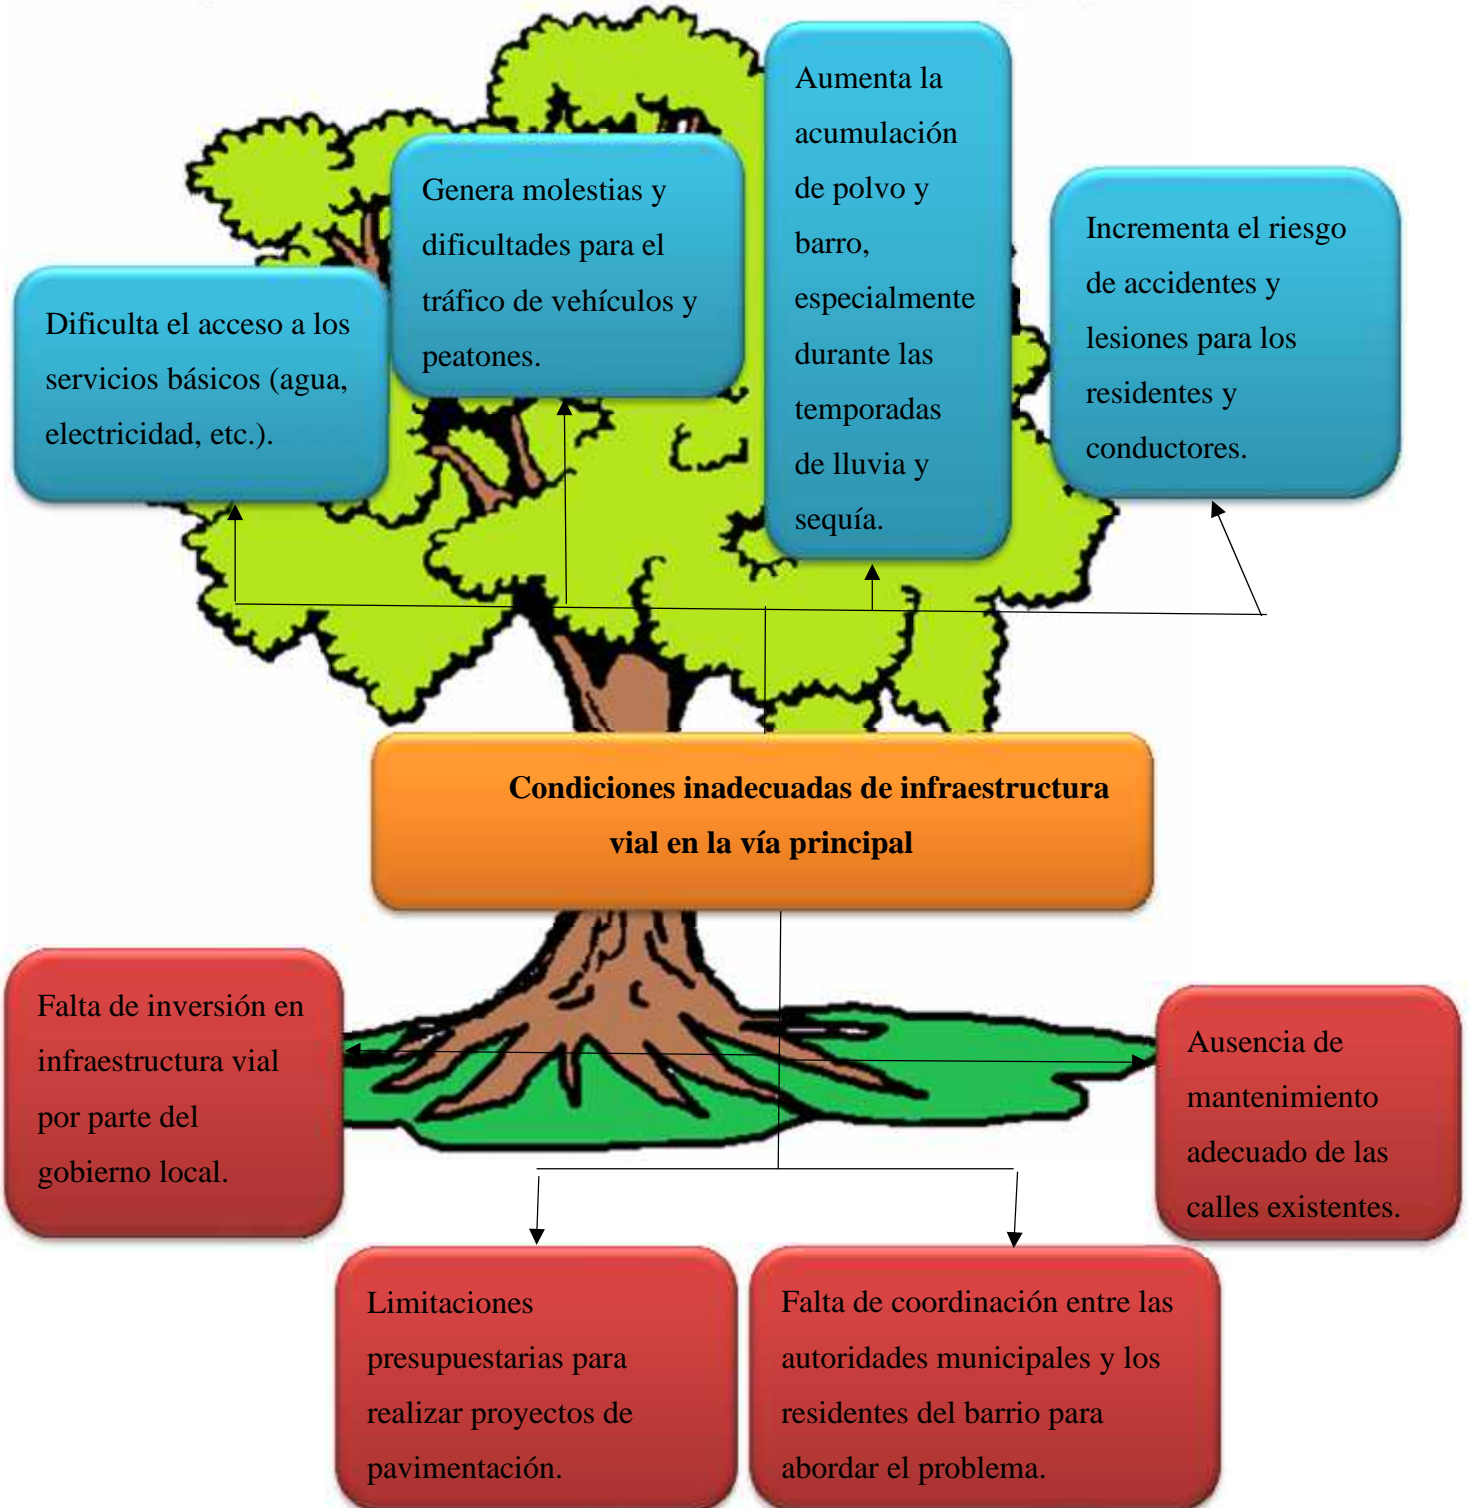 Dificulta el acceso a los
servicios básicos (agua,
electricidad, etc.).
Genera molestias y
dificultades para el
tráfico de vehículos y
peatones.
Aumenta la
acumulación
de polvo y
barro,
especialmente
durante las
temporadas
de lluvia y
sequía.
Incrementa el riesgo
de accidentes y
lesiones para los
residentes y
conductores.
Condiciones inadecuadas de infraestructura
vial en la vía principal
Falta de inversión en
infraestructura vial
por parte del
gobierno local.
Limitaciones
presupuestarias para
realizar proyectos de
pavimentación.
Falta de coordinación entre las
autoridades municipales y los
residentes del barrio para
abordar el problema.
Ausencia de
mantenimiento
adecuado de las
calles existentes.